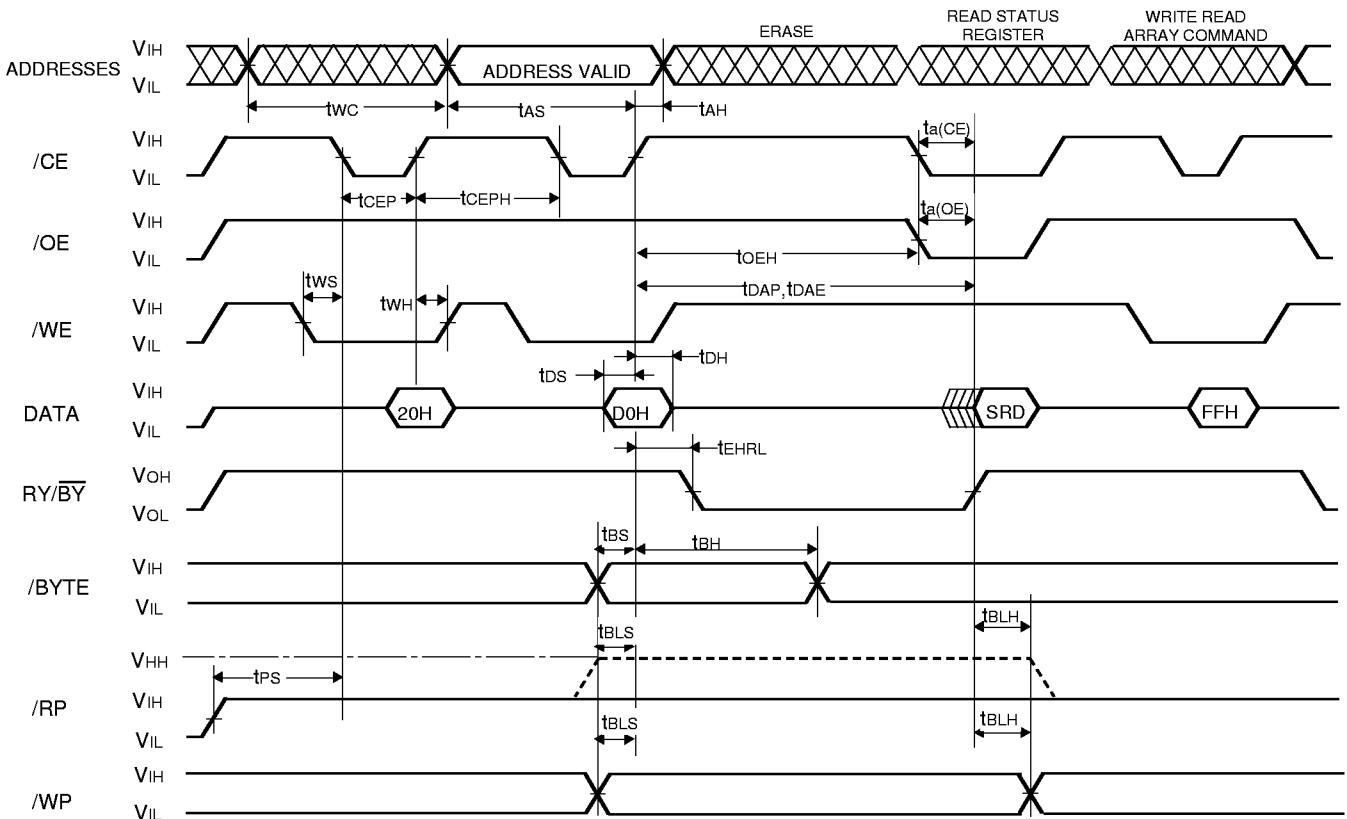 READ STATUS REGISTER
WRITE READ ARRAY COMMAND
ERASE
ADDRESSES
VIH
VIL
ADDRESS VALID
tWC
tAS
tAH
/CE
VIH
VIL
ta(CE)
tCEP
tCEPH
/OE
VIH
VIL
ta(OE)
tOEH
tDAP,tDAE
/WE
VIH
VIL
tWS
tWH
tDH
tDS
DATA
VIH
VIL
20H
D0H
SRD
FFH
tEHRL
RY/BY
VOH
VOL
tBS
tBH
/BYTE
VIH
VIL
tBLS
tBLH
VHH
tPS
/RP
VIH
VIL
tBLS
tBLH
/WP
VIH
VIL